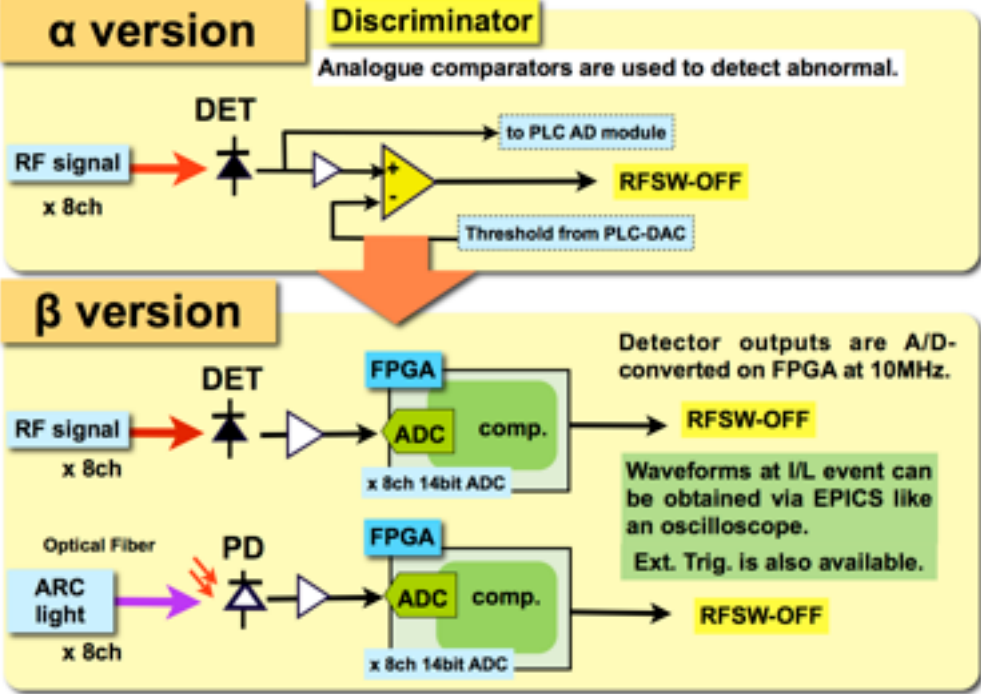 α version
Discriminator
Analogue comparators are used to detect abnormal.
DET
to PLC AD module
RF signal
x 8ch
+
-
RFSW-OFF
Threshold from PLC-DAC
β version
Detector outputs are A/D-
converted on FPGA at 10MHz.
DET
FPGA
RF signal
x 8ch
ADC
comp.
x 8ch 14bit ADC
RFSW-OFF
Waveforms at I/L event can
be obtained via EPICS like
an oscilloscope.
Ext. Trig. is also available.
Optical Fiber
PD
FPGA
ARC
light
x 8ch
ADC
comp.
x 8ch 14bit ADC
RFSW-OFF